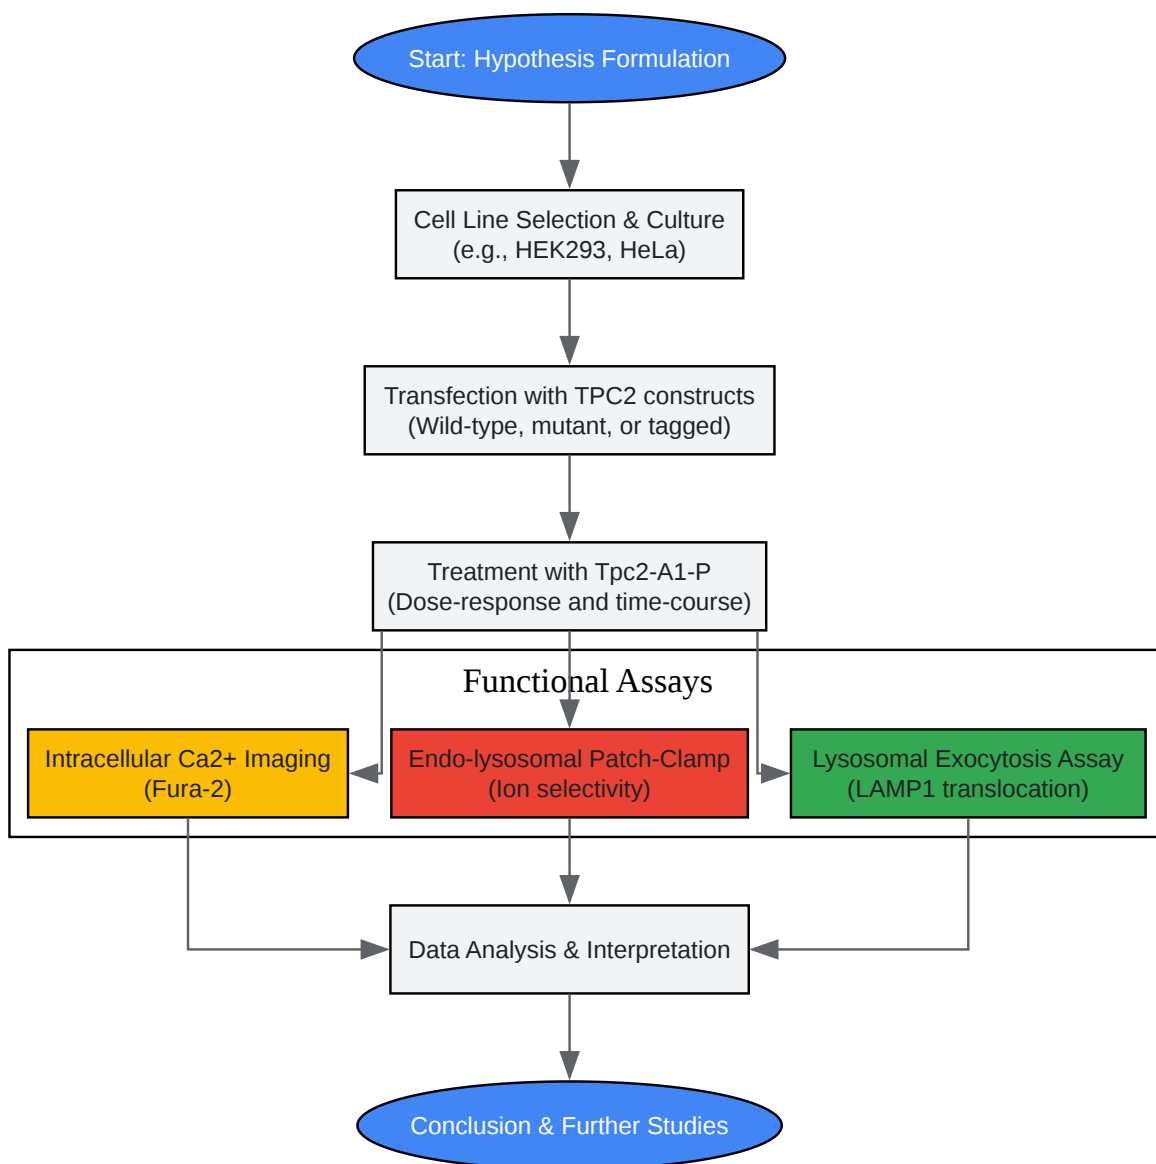 Start: Hypothesis Formulation
Cell Line Selection & Culture
(e.g., HEK293, HeLa)
Transfection with TPC2 constructs
(Wild-type, mutant, or tagged)
Treatment with Tpc2-A1-P
(Dose-response and time-course)
Functional Assays
Intracellular Ca2+ Imaging
(Fura-2)
Endo-lysosomal Patch-Clamp
(Ion selectivity)
Lysosomal Exocytosis Assay
(LAMP1 translocation)
Data Analysis & Interpretation
Conclusion & Further Studies